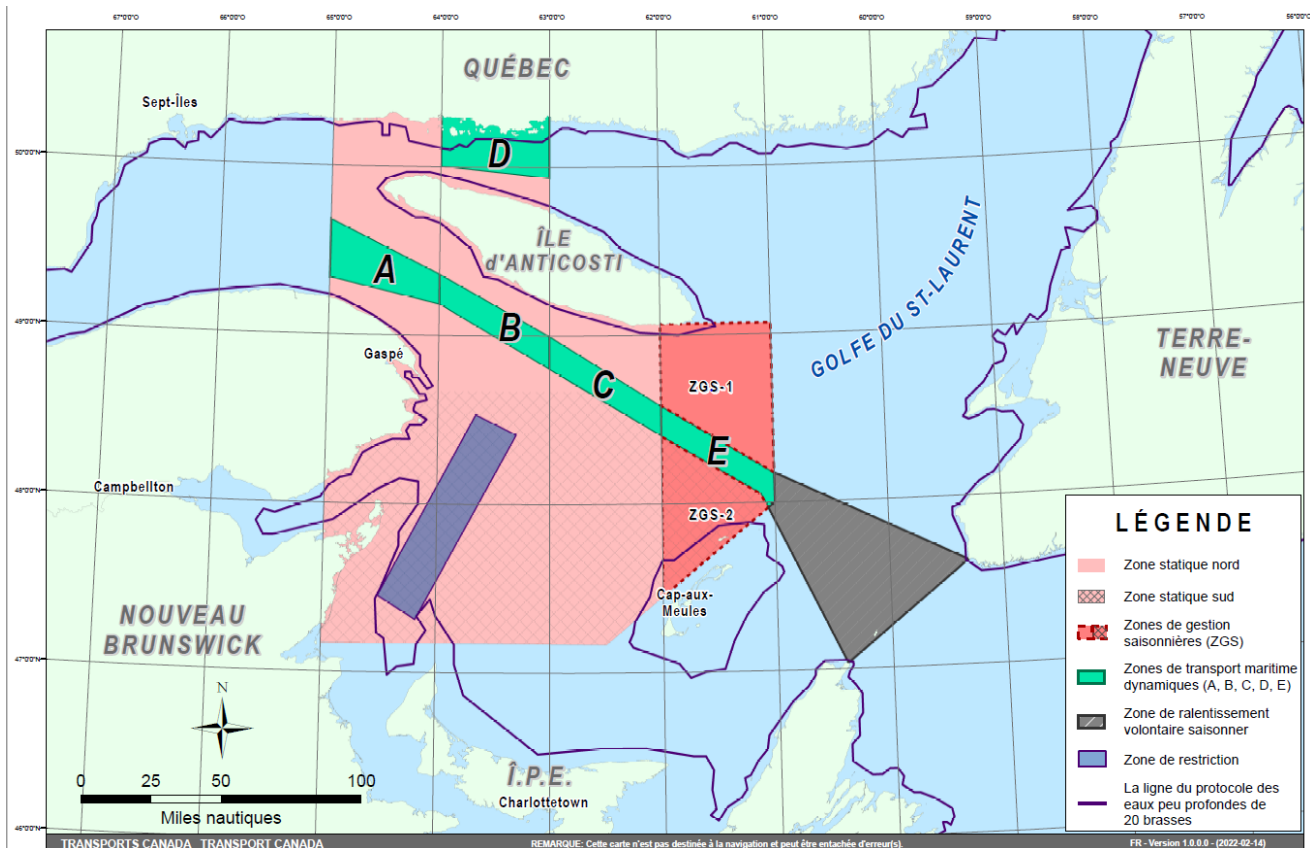 67°0'0"O 66°0'0"O 65°0'0"O 64°0'0"O 63°0'0"O 62°0'0"O 61°0'0"O 60°0'0"O 59°0'0"O 58°0'0"O 57°0'0"O
QUÉBEC
Sept-Îles
50°0'0"N
D
ÎLE
d'ANTICOSTI
A
GOLFE DU ST-LAURENT
49°0'0"N
B
Gaspé
TERRE-
NEUVE
C
ZGS-1
E
48°0'0"N
Campbellton
ZGS-2
Cap-aux-
Meules
NOUVEAU
BRUNSWICK
47°0'0"N
N
0 25 50 100
Miles nautiques
Î.P.E.
Charlottetown
46°0'0"N
LÉGENDE
Zone statique nord
Zone statique sud
Zones de gestion
saisonnières (ZGS)
Zones de transport maritime
dynamiques (A, B, C, D, E)
Zone de ralentissement
volontaire saisonner
Zone de restriction
La ligne du protocole des
eaux peu profondes de
20 brasses
TRANSPORTS CANADA TRANSPORT CANADA
REMARQUE: Cette carte n'est pas destinée à la navigation et peut être entachée d'erreur(s).
FR - Version 1.0.0.0 - (2022-02-14)